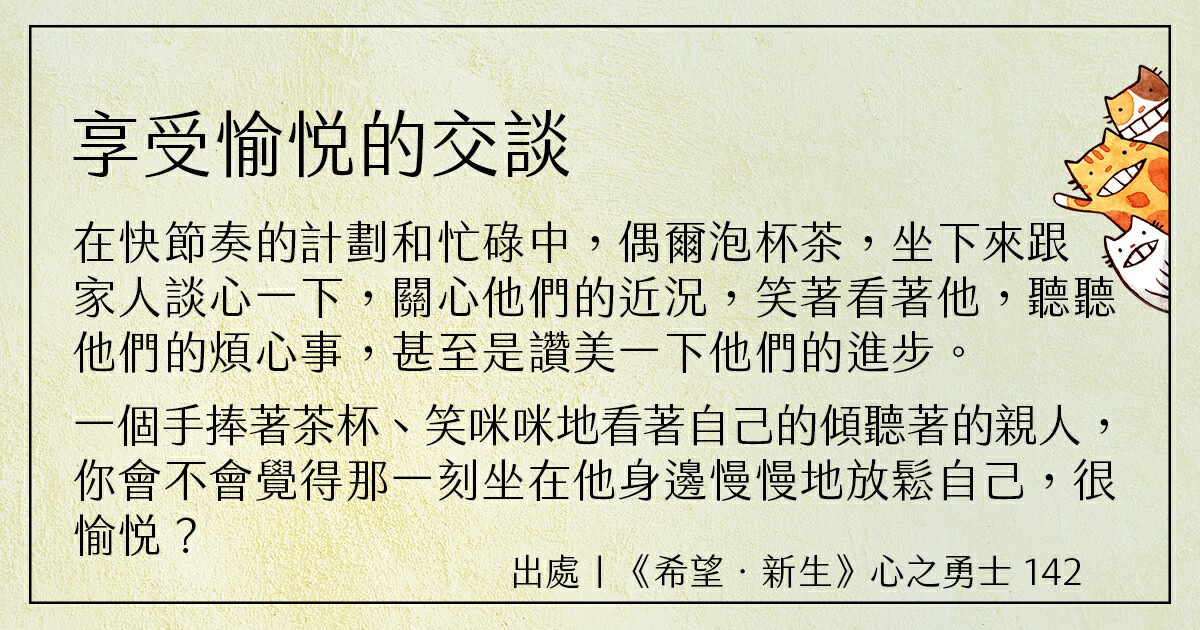 享受愉悅的交談
在快節奏的計劃和忙碌中，偶爾泡杯茶，坐下來跟
家人談心一下，關心他們的近況，笑著看著他，聽聽
他們的煩心事，甚至是讚美一下他們的進步。
一個手捧著茶杯、笑咪咪地看著自己的傾聽著的親人，
你會不會覺得那一刻坐在他身邊慢慢地放鬆自己，很
愉悅？
出處｜《希望．新生》心之勇士 142